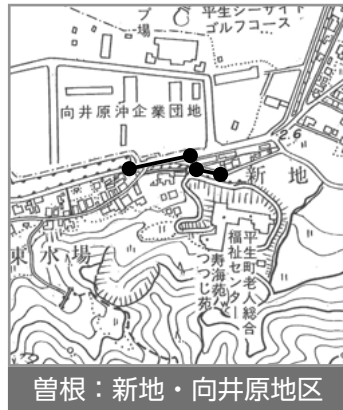 プ場
平生シーサイド
ゴルフコース
向井原沖企業団地
2.6
新地
東水場
平生町老人総合
福祉センター
寿海苑
つつじ苑
曽根：新地・向井原地区